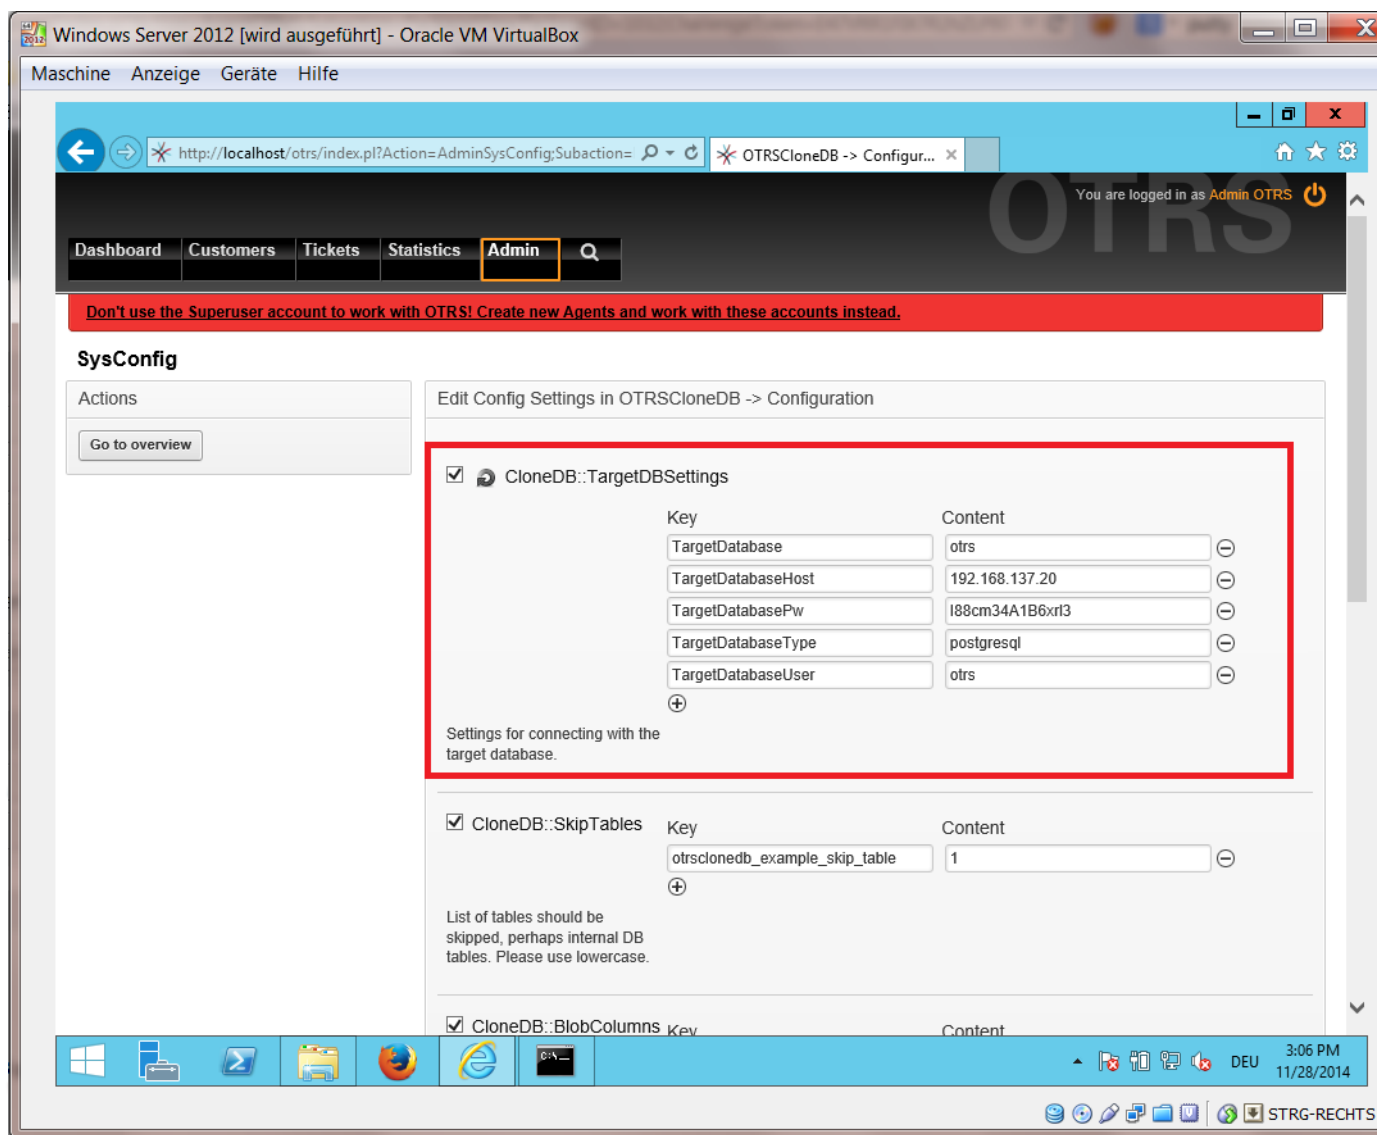 Windows Server 2012 [wird ausgeführt] - Oracle VM VirtualBox
Maschine Anzeige Geräte Hilfe
http://localhost/otrs/index.pl?Action=AdminSysConfig;Subaction=
OTRSCloneDB -> Configur...
OTRS
You are logged in as Admin OTRS
Dashboard Customers Tickets Statistics Admin
Don't use the Superuser account to work with OTRS! Create new Agents and work with these accounts instead.
SysConfig
Actions
Go to overview
Edit Config Settings in OTRSCloneDB -> Configuration
CloneDB::TargetDBSettings
Key Content
TargetDatabase otrs
TargetDatabaseHost 192.168.137.20
TargetDatabasePw l88cm34A1B6xrl3
TargetDatabaseType postgresql
TargetDatabaseUser otrs
Settings for connecting with the
target database.
CloneDB::SkipTables Key Content
otrsclonedb_example_skip_table 1
List of tables should be
skipped, perhaps internal DB
tables. Please use lowercase.
CloneDB::BlobColumns Key Content
DEU 3:06 PM
11/28/2014
STRG-RECHTS